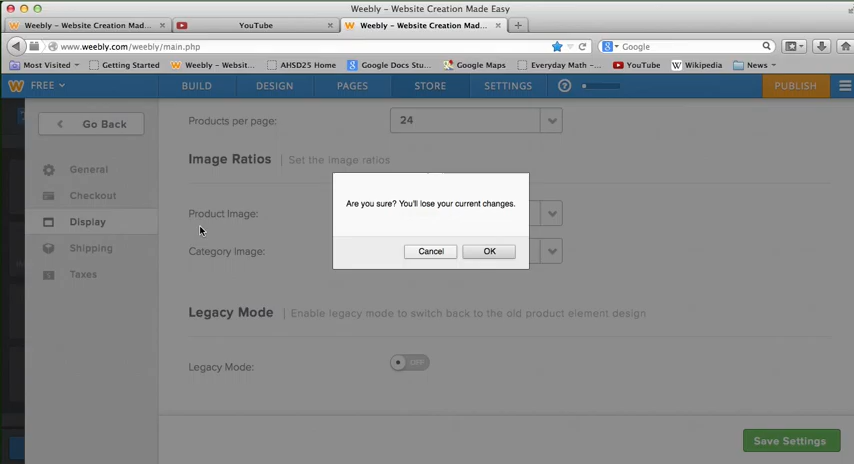 Weebly - Website Creation Made Easy
Weebly - Website Creation Mad...
YouTube
Weebly - Website Creation Mad...
www.weebly.com/weebly/main.php
Google
Most Visited
Getting Started
Weebly - Websit...
AHSD25 Home
Google Docs Stu...
Google Maps
Everyday Math -...
YouTube
Wikipedia
News
FREE
BUILD
DESIGN
PAGES
STORE
SETTINGS
PUBLISH
Go Back
General
Checkout
Display
Shipping
Taxes
Products per page:
24
Image Ratios | Set the image ratios
Product Image:
Category Image:
Are you sure? You'll lose your current changes.
Cancel
OK
Legacy Mode | Enable legacy mode to switch back to the old product element design
Legacy Mode:
OFF
Save Settings